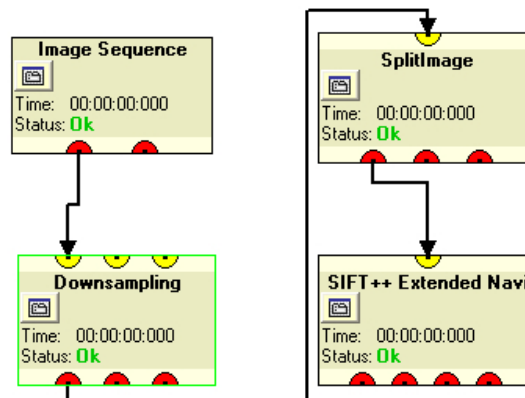 Image Sequence
Time: 00:00:00:000
Status: Ok
SplitImage
Time: 00:00:00:000
Status: Ok
Downsampling
Time: 00:00:00:000
Status: Ok
SIFT++ Extended Navi
Time: 00:00:00:000
Status: Ok